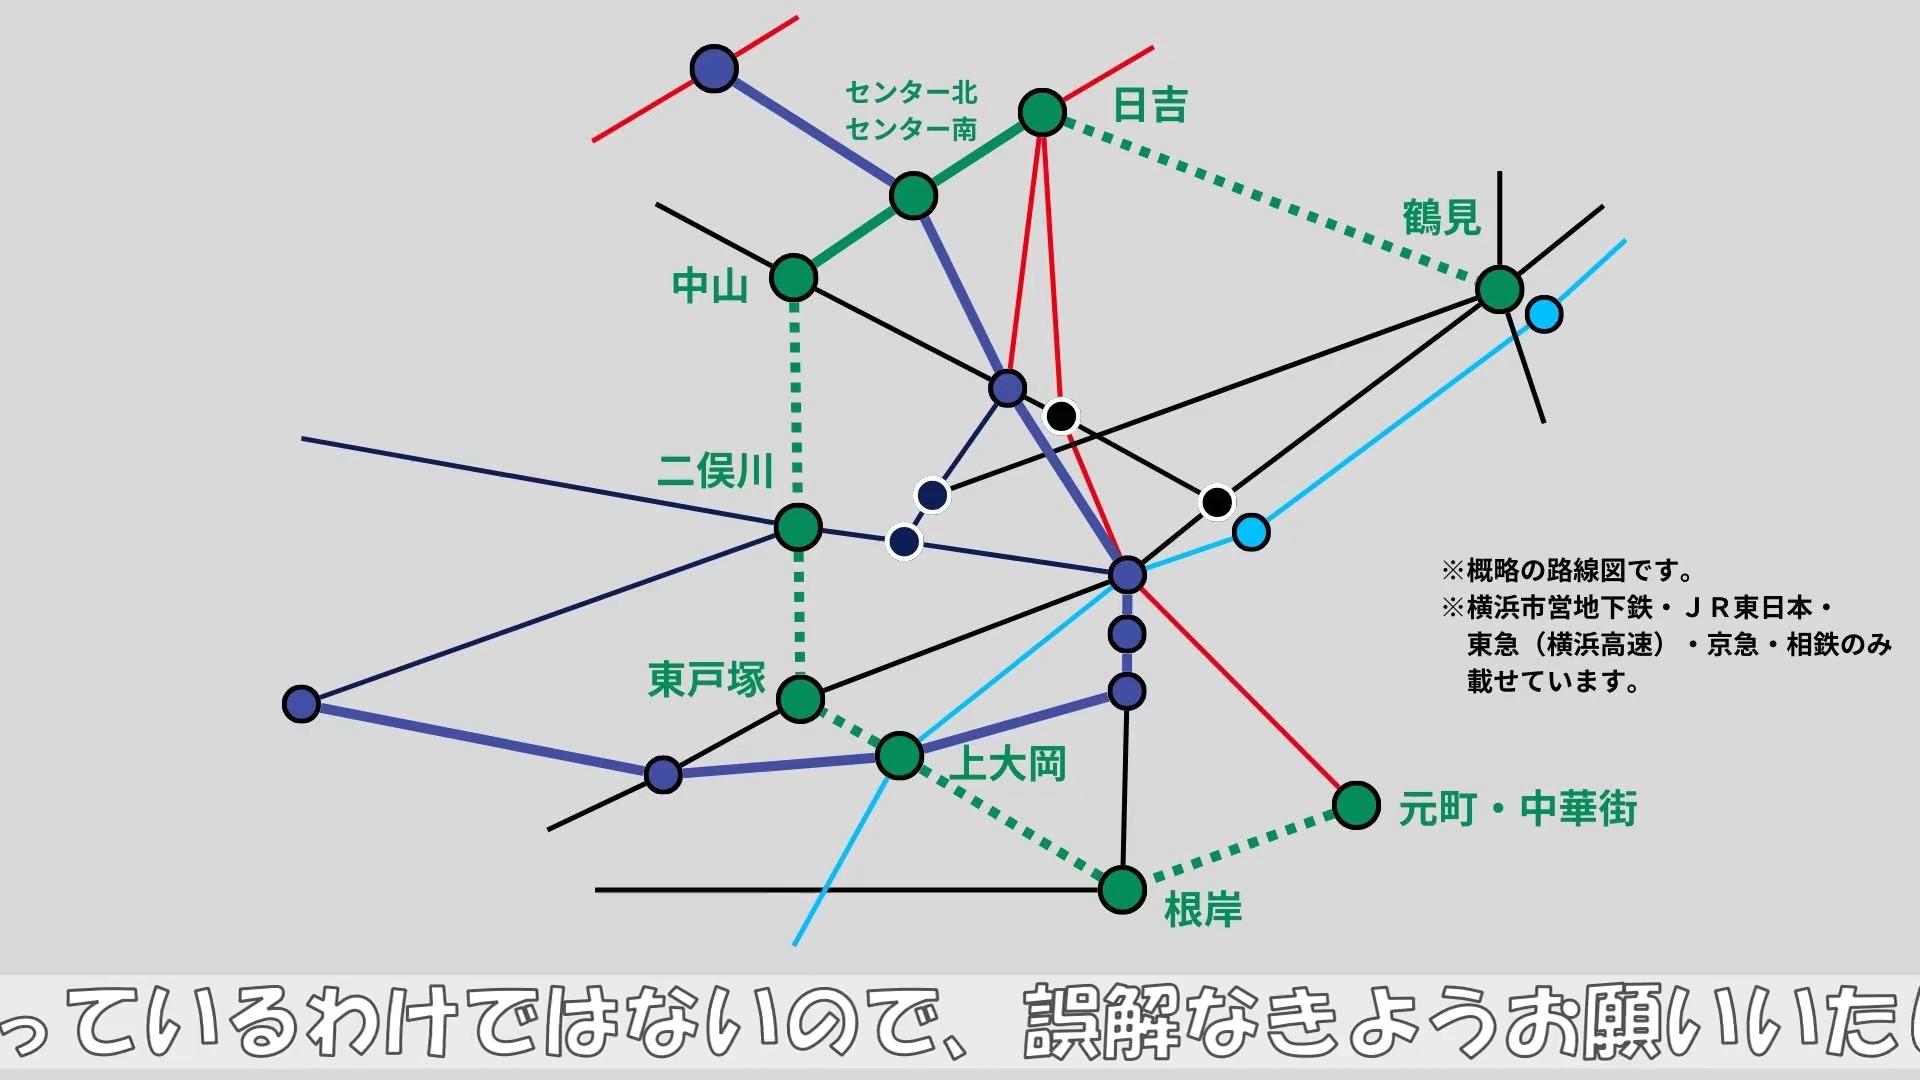 センター北
センター南
日吉
鶴見
中山
二俣川
※概略の路線図です。
※横浜市営地下鉄・ＪＲ東日本・
東急（横浜高速）・京急・相鉄のみ
載せています。
東戸塚
上大岡
元町・中華街
根岸
っているわけではないので、誤解なきようお願いいた